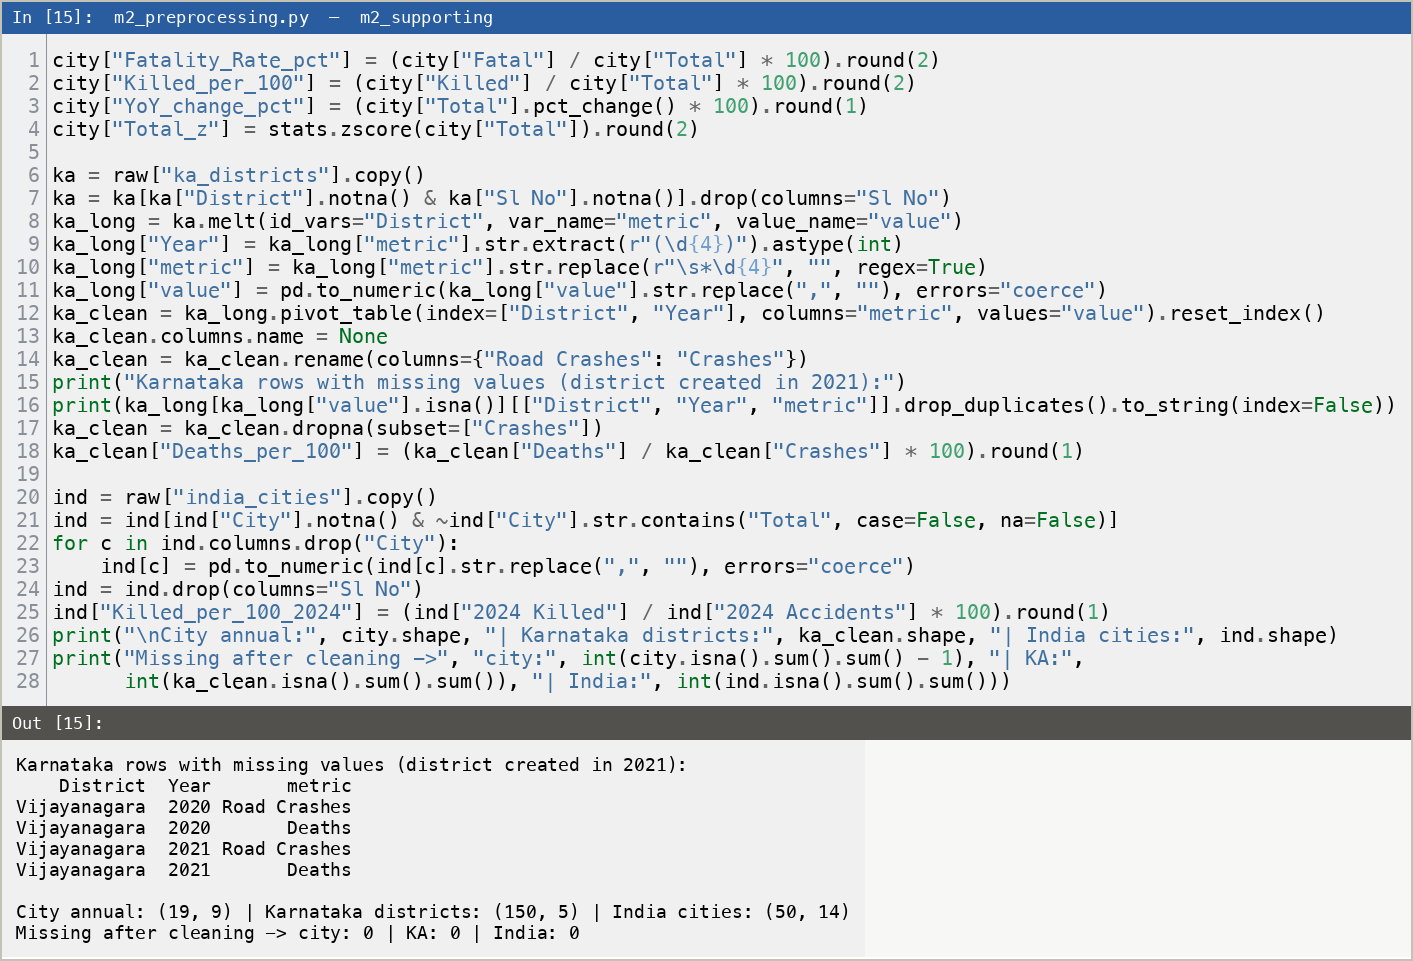 In [15]:  m2_preprocessing.py  —  m2_supporting
1 city["Fatality_Rate_pct"] = (city["Fatal"] / city["Total"] * 100).round(2)
2 city["Killed_per_100"] = (city["Killed"] / city["Total"] * 100).round(2)
3 city["YoY_change_pct"] = (city["Total"].pct_change() * 100).round(1)
4 city["Total_z"] = stats.zscore(city["Total"]).round(2)
5
6 ka = raw["ka_districts"].copy()
7 ka = ka[ka["District"].notna() & ka["Sl No"].notna()].drop(columns="Sl No")
8 ka_long = ka.melt(id_vars="District", var_name="metric", value_name="value")
9 ka_long["Year"] = ka_long["metric"].str.extract(r"(\d{4})").astype(int)
10 ka_long["metric"] = ka_long["metric"].str.replace(r"\s*\d{4}", "", regex=True)
11 ka_long["value"] = pd.to_numeric(ka_long["value"].str.replace(",", ""), errors="coerce")
12 ka_clean = ka_long.pivot_table(index=["District", "Year"], columns="metric", values="value").reset_index()
13 ka_clean.columns.name = None
14 ka_clean = ka_clean.rename(columns={"Road Crashes": "Crashes"})
15 print("Karnataka rows with missing values (district created in 2021):")
16 print(ka_long[ka_long["value"].isna()][["District", "Year", "metric"]].drop_duplicates().to_string(index=False))
17 ka_clean = ka_clean.dropna(subset=["Crashes"])
18 ka_clean["Deaths_per_100"] = (ka_clean["Deaths"] / ka_clean["Crashes"] * 100).round(1)
19
20 ind = raw["india_cities"].copy()
21 ind = ind[ind["City"].notna() & ~ind["City"].str.contains("Total", case=False, na=False)]
22 for c in ind.columns.drop("City"):
23     ind[c] = pd.to_numeric(ind[c].str.replace(",", ""), errors="coerce")
24 ind = ind.drop(columns="Sl No")
25 ind["Killed_per_100_2024"] = (ind["2024 Killed"] / ind["2024 Accidents"] * 100).round(1)
26 print("\nCity annual:", city.shape, "| Karnataka districts:", ka_clean.shape, "| India cities:", ind.shape)
27 print("Missing after cleaning ->", "city:", int(city.isna().sum().sum() - 1), "| KA:",
28       int(ka_clean.isna().sum().sum()), "| India:", int(ind.isna().sum().sum()))
Out [15]:
Karnataka rows with missing values (district created in 2021):
    District  Year       metric
Vijayanagara  2020 Road Crashes
Vijayanagara  2020       Deaths
Vijayanagara  2021 Road Crashes
Vijayanagara  2021       Deaths
City annual: (19, 9) | Karnataka districts: (150, 5) | India cities: (50, 14)
Missing after cleaning -> city: 0 | KA: 0 | India: 0